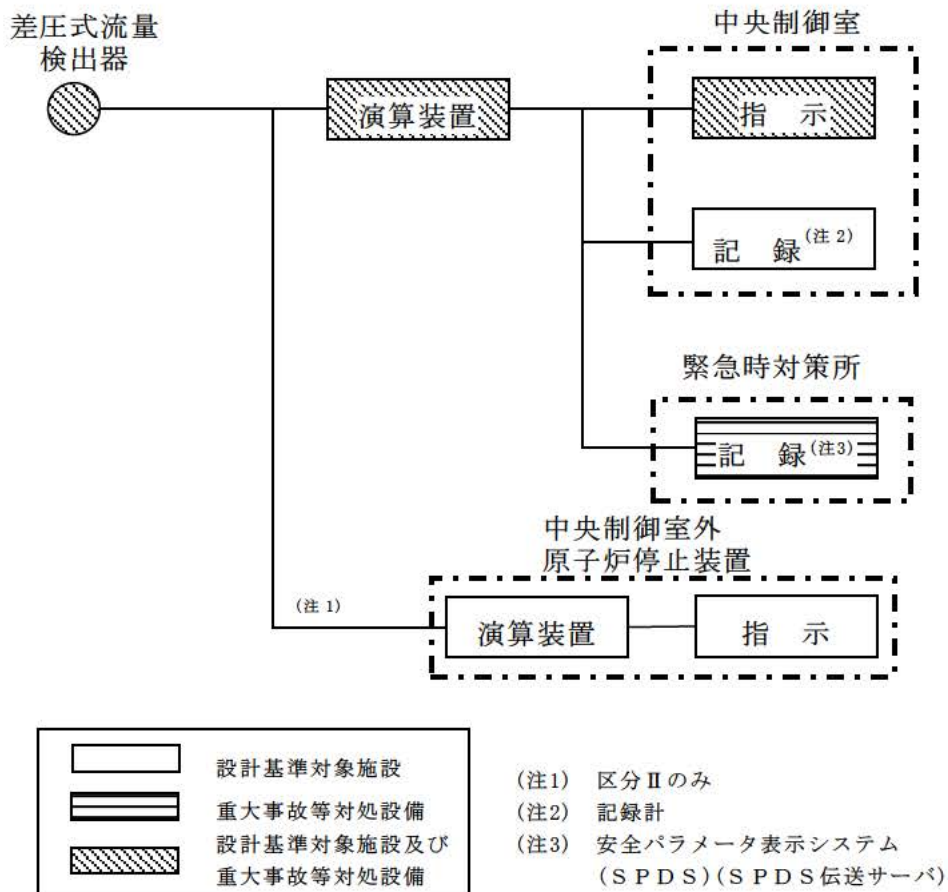 差圧式流量
検出器
中央制御室
演算装置
指 示
記 録(注2)
緊急時対策所
記 録(注3)
中央制御室外
原子炉停止装置
(注1)
演算装置
指 示
設計基準対象施設
重大事故等対処設備
設計基準対象施設及び
重大事故等対処設備
(注1) 区分Ⅱのみ
(注2) 記録計
(注3) 安全パラメータ表示システム
(SPDS)(SPDS伝送サーバ)